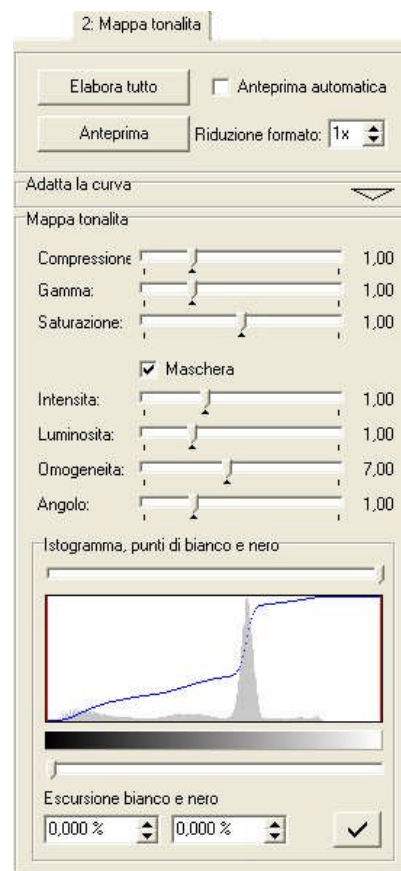 2: Mappa tonalita
Elabora tutto
Anteprima automatica
Anteprima
Riduzione formato: 1x
Adatta la curva
Mappa tonalita
Compressione 1,00
Gamma: 1,00
Saturazione: 1,00
Maschera
Intensita: 1,00
Luminosita: 1,00
Omogeneita: 7,00
Angolo: 1,00
Istogramma, punti di bianco e nero
Escursione bianco e nero
0,000 % 0,000 %